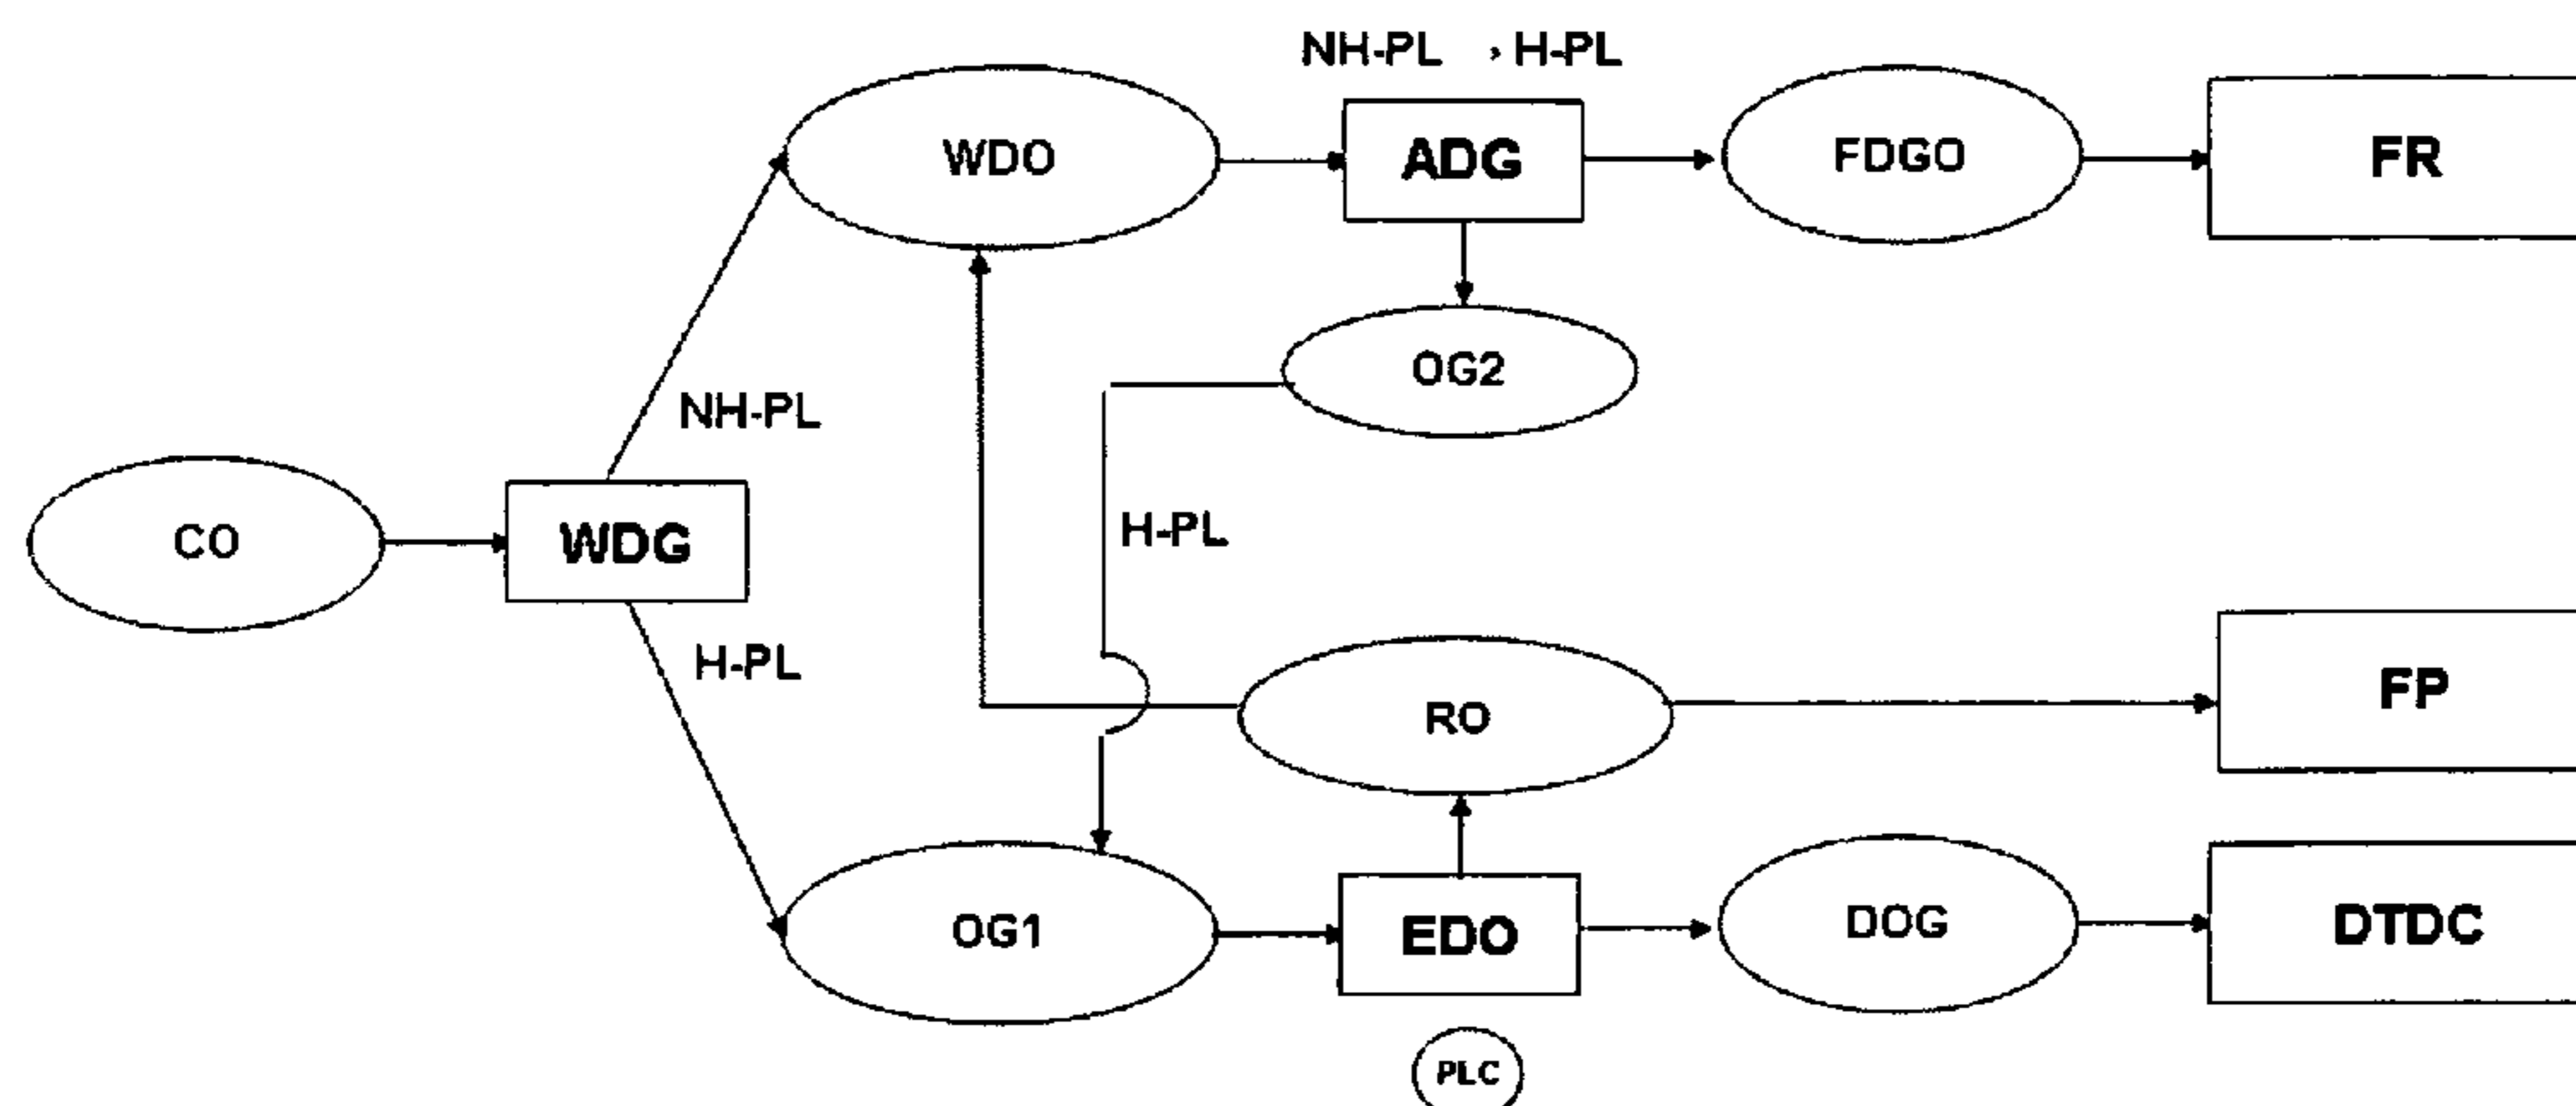 NH-PL → H-PL
WDO
ADG
FDGO
FR
OG2
NH-PL
CO
WDG
H-PL
H-PL
RO
FP
OG1
EDO
DOG
DTDC
PLC